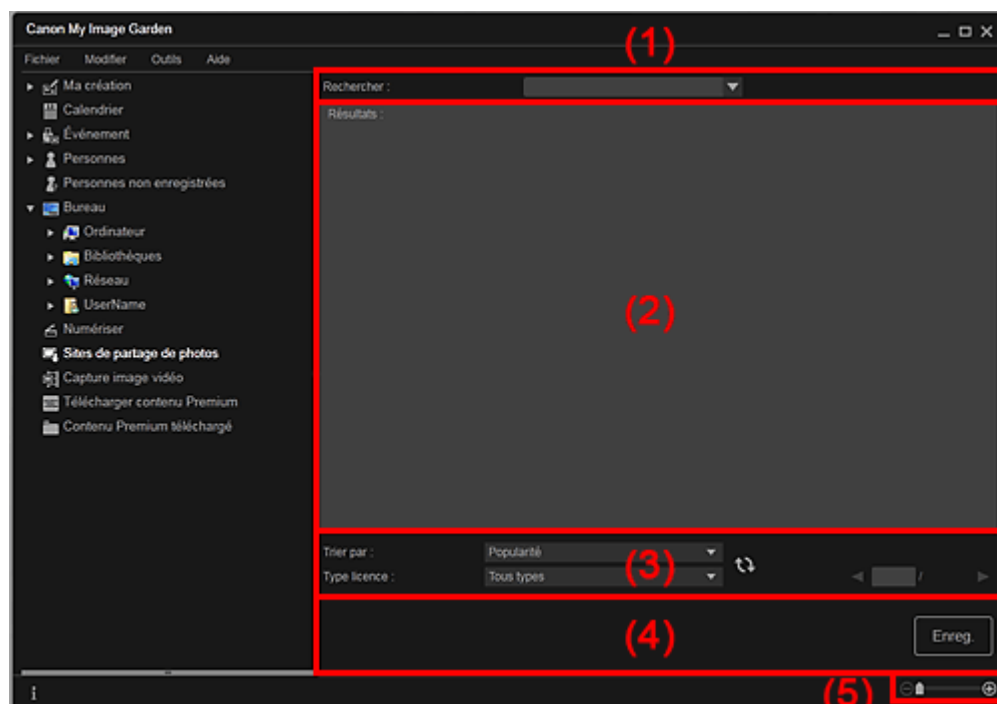 Canon My Image Garden
Fichier Modifier Outils Aide
(1)
Ma création
Calendrier
Événement
Personnes
Personnes non enregistrées
Bureau
Ordinateur
Bibliothèques
Réseau
UserName
Numériser
Sites de partage de photos
Capture image vidéo
Télécharger contenu Premium
Contenu Premium téléchargé
Rechercher :
Résultats :
(2)
Trier par : Popularité
Type licence : Tous types
(3)
/
(4)
Enreg.
(5)